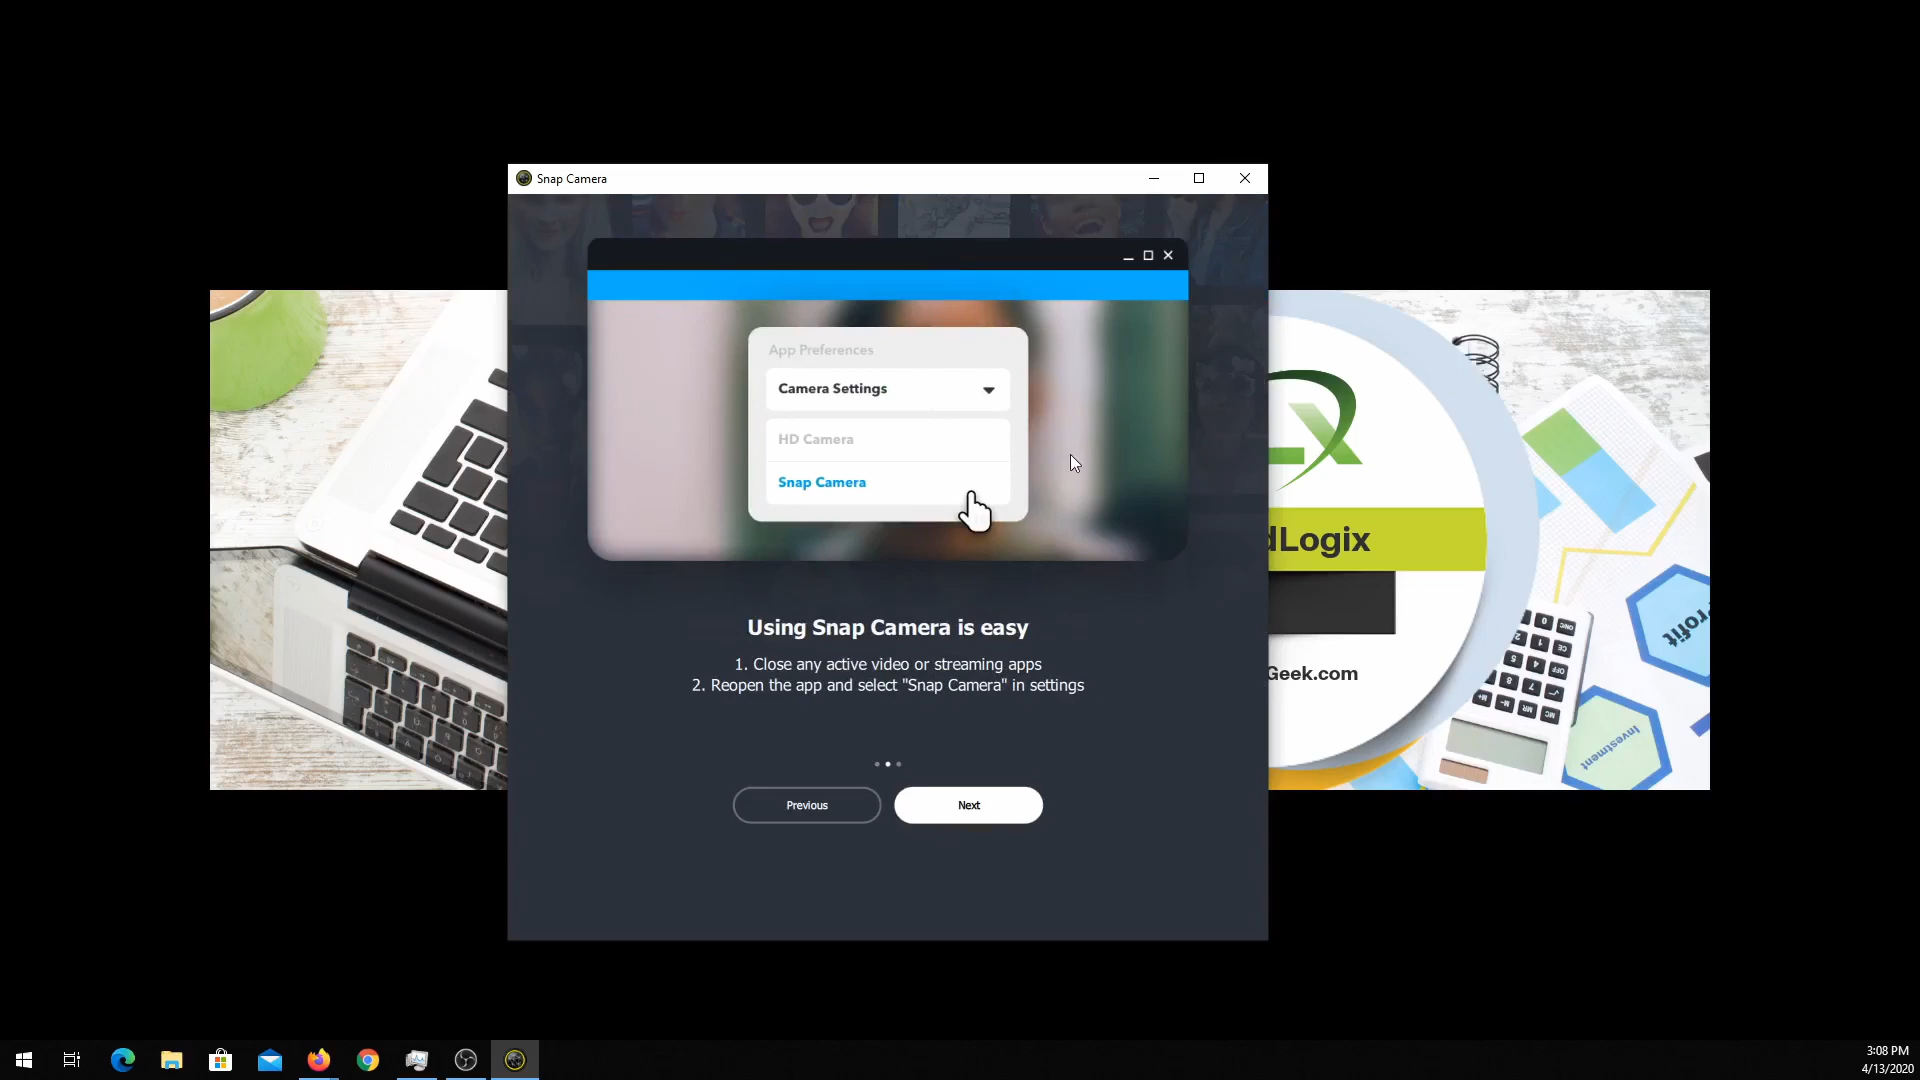 Snap Camera
App Preferences
Camera Settings
HD Camera
Snap Camera
Using Snap Camera is easy
1. Close any active video or streaming apps
2. Reopen the app and select "Snap Camera" in settings
Previous
Next
dLogix
Geek.com
Profit
Investment
3:08 PM
4/13/2020